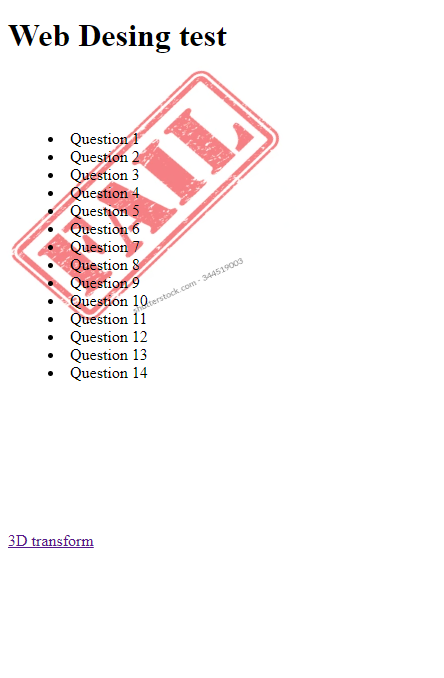 Web Desing test
FAIL
Question 1
Question 2
Question 3
Question 4
Question 5
Question 6
Question 7
Question 8
Question 9
Question 10
shutterstock.com · 344519003
Question 11
Question 12
Question 13
Question 14
3D transform